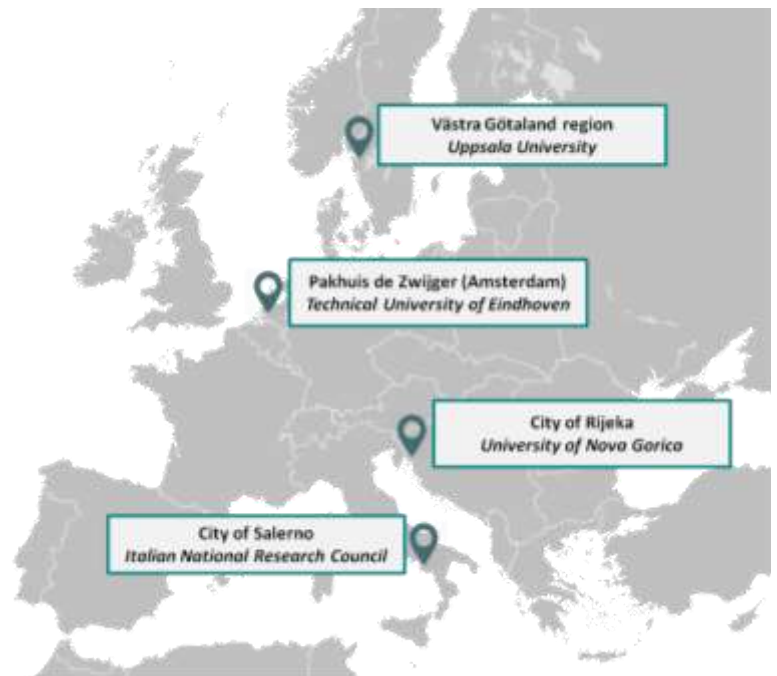 Västra Götaland region
Uppsala University
Pakhuis de Zwijger (Amsterdam)
Technical University of Eindhoven
City of Rijeka
University of Nova Gorica
City of Salerno
Italian National Research Council